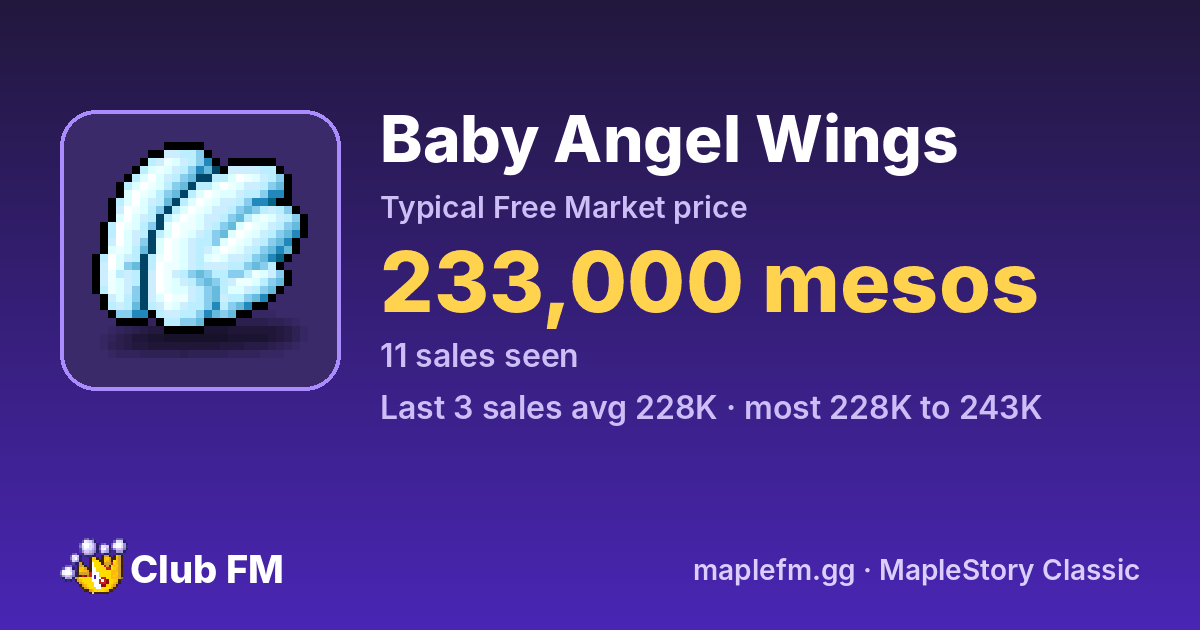 Baby Angel Wings
Typical Free Market price
233,000 mesos
11 sales seen
Last 3 sales avg 228K · most 228K to 243K
Club FM
maplefm.gg · MapleStory Classic